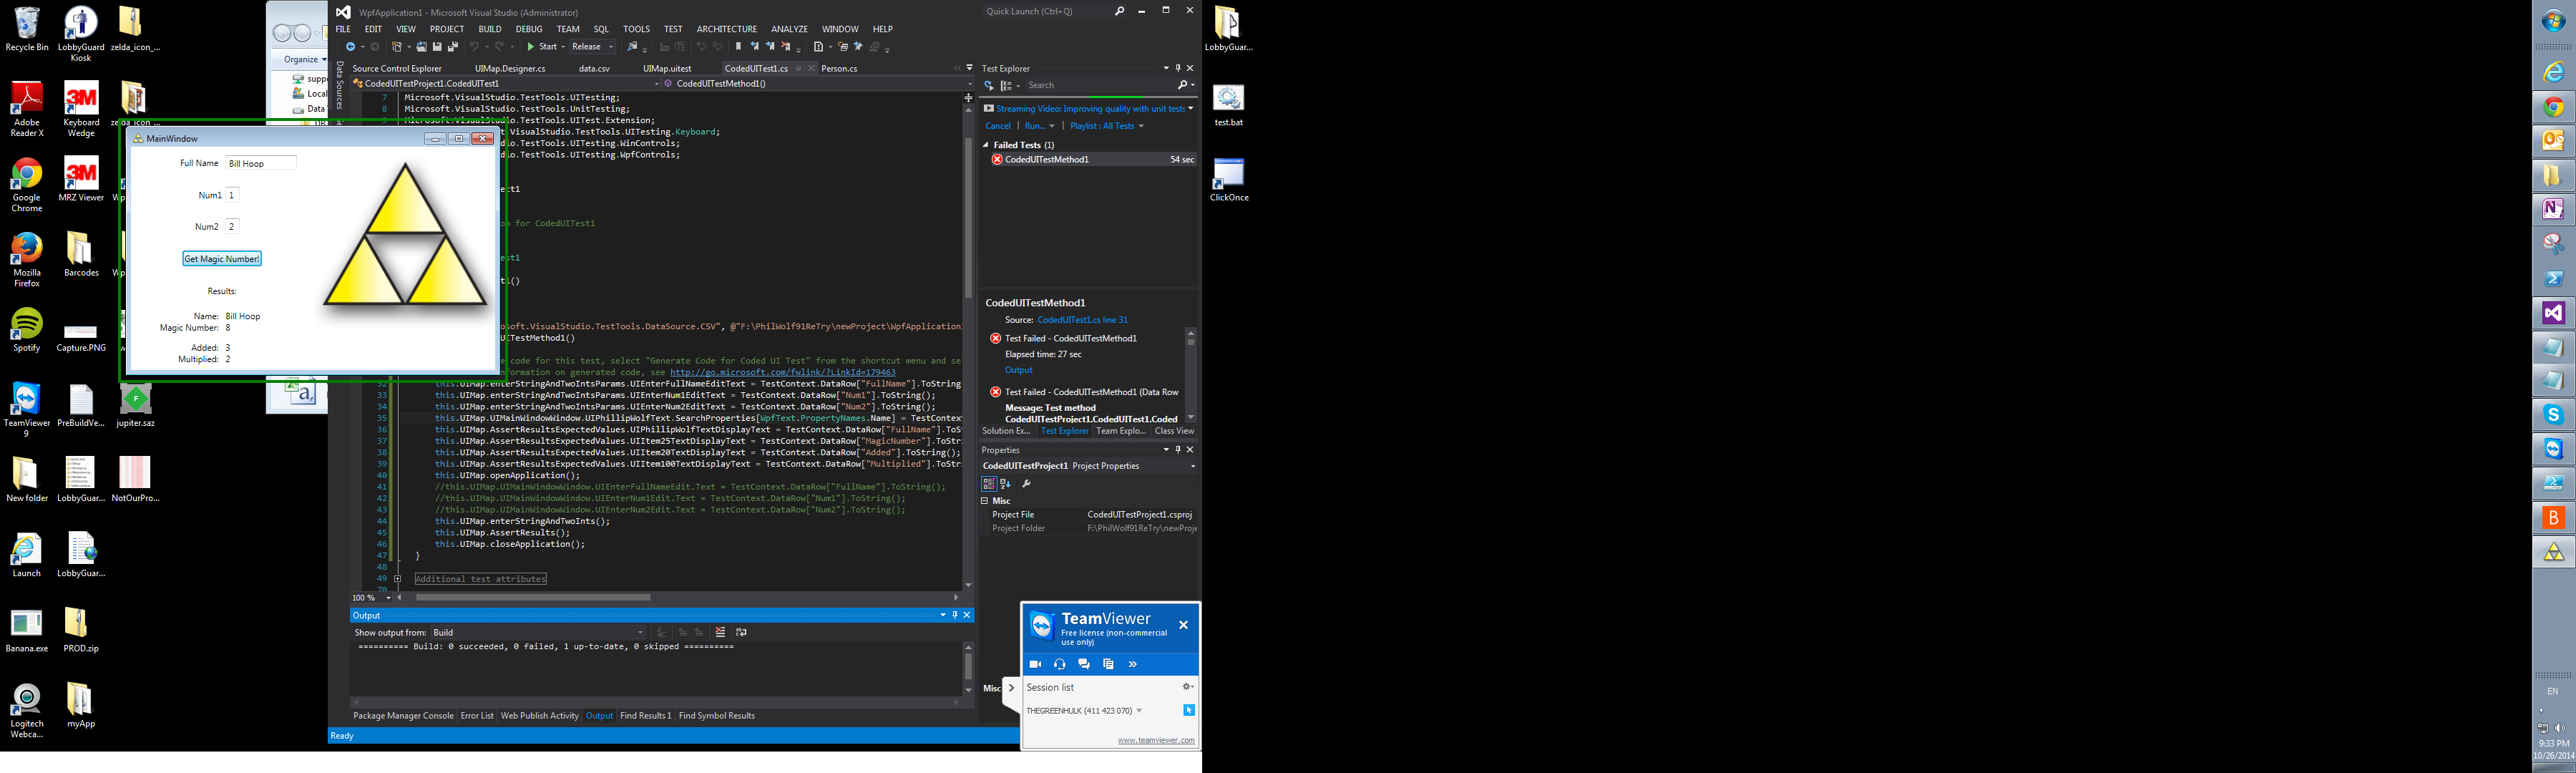 Recycle Bin
LobbyGuard Kiosk
zelda_icon_...
Adobe Reader X
3M
Keyboard Wedge
zelda_icon_...
Google Chrome
3M
MRZ Viewer
Mozilla Firefox
Barcodes
Spotify
Capture.PNG
TeamViewer 9
PreBuildVe...
jupiter.saz
New folder
LobbyGuar...
NotOurPro...
Launch
LobbyGuar...
Banana.exe
PROD.zip
Logitech Webca...
myApp
Organize
suppo
Local
Data
MainWindow
Full Name Bill Hoop
Num1 1
Num2 2
Get Magic Number!
Results:
Name: Bill Hoop
Magic Number: 8
Added: 3
Multiplied: 2
WpfApplication1 - Microsoft Visual Studio (Administrator)
Quick Launch (Ctrl+Q)
FILE EDIT VIEW PROJECT BUILD DEBUG TEAM SQL TOOLS TEST ARCHITECTURE ANALYZE WINDOW HELP
Start Release
Data Sources
Source Control Explorer UIMap.Designer.cs data.csv UIMap.uitest CodedUITest1.cs Person.cs
CodedUITestProject1.CodedUITest1 CodedUITestMethod1()
7 Microsoft.VisualStudio.TestTools.UITesting;
8 Microsoft.VisualStudio.TestTools.UnitTesting;
Microsoft.VisualStudio.TestTools.UITest.Extension;
t.VisualStudio.TestTools.UITesting.Keyboard;
dio.TestTools.UITesting.WinControls;
dio.TestTools.UITesting.WpfControls;
ct1
on for CodedUITest1
est1
t1()
osoft.VisualStudio.TestTools.DataSource.CSV", @"F:\PhilWolf91ReTry\newProject\WpfApplication
UITestMethod1()
e code for this test, select "Generate Code for Coded UI Test" from the shortcut menu and se
nformation on generated code, see http://go.microsoft.com/fwlink/?LinkId=179463
32 this.UIMap.enterStringAndTwoIntsParams.UIEnterFullNameEditText = TestContext.DataRow["FullName"].ToString
33 this.UIMap.enterStringAndTwoIntsParams.UIEnterNum1EditText = TestContext.DataRow["Num1"].ToString();
34 this.UIMap.enterStringAndTwoIntsParams.UIEnterNum2EditText = TestContext.DataRow["Num2"].ToString();
35 this.UIMap.UIMainWindowWindow.UIPhillipWolfText.SearchProperties[WpfText.PropertyNames.Name] = TestContext
36 this.UIMap.AssertResultsExpectedValues.UIPhillipWolfTextDisplayText = TestContext.DataRow["FullName"].ToSt
37 this.UIMap.AssertResultsExpectedValues.UIItem25TextDisplayText = TestContext.DataRow["MagicNumber"].ToStri
38 this.UIMap.AssertResultsExpectedValues.UIItem20TextDisplayText = TestContext.DataRow["Added"].ToString();
39 this.UIMap.AssertResultsExpectedValues.UIItem100TextDisplayText = TestContext.DataRow["Multiplied"].ToStri
40 this.UIMap.openApplication();
41 //this.UIMap.UIMainWindowWindow.UIEnterFullNameEdit.Text = TestContext.DataRow["FullName"].ToString();
42 //this.UIMap.UIMainWindowWindow.UIEnterNum1Edit.Text = TestContext.DataRow["Num1"].ToString();
43 //this.UIMap.UIMainWindowWindow.UIEnterNum2Edit.Text = TestContext.DataRow["Num2"].ToString();
44 this.UIMap.enterStringAndTwoInts();
45 this.UIMap.AssertResults();
46 this.UIMap.closeApplication();
47 }
48
49 Additional test attributes
70
100 %
Output
Show output from: Build
========== Build: 0 succeeded, 0 failed, 1 up-to-date, 0 skipped ==========
Package Manager Console Error List Web Publish Activity Output Find Results 1 Find Symbol Results
Ready
Test Explorer
Search
Streaming Video: Improving quality with unit tests
Cancel | Run... | Playlist : All Tests
Failed Tests (1)
CodedUITestMethod1 54 sec
CodedUITestMethod1
Source: CodedUITest1.cs line 31
Test Failed - CodedUITestMethod1
Elapsed time: 27 sec
Output
Test Failed - CodedUITestMethod1 (Data Row
Message: Test method
CodedUITestProject1.CodedUITest1.Coded
Solution Ex... Test Explorer Team Explo... Class View
Properties
CodedUITestProject1 Project Properties
Misc
Project File CodedUITestProject1.csproj
Project Folder F:\PhilWolf91ReTry\newProje
Misc
TeamViewer
Free license (non-commercial use only)
Session list
THEGREENHULK (411 423 070)
www.teamviewer.com
LobbyGuar...
test.bat
ClickOnce
EN
9:33 PM
10/26/2014